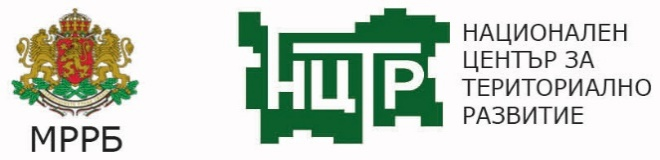 МРРБ
НЦТР
НАЦИОНАЛЕН
ЦЕНТЪР ЗА
ТЕРИТОРИАЛНО
РАЗВИТИЕ